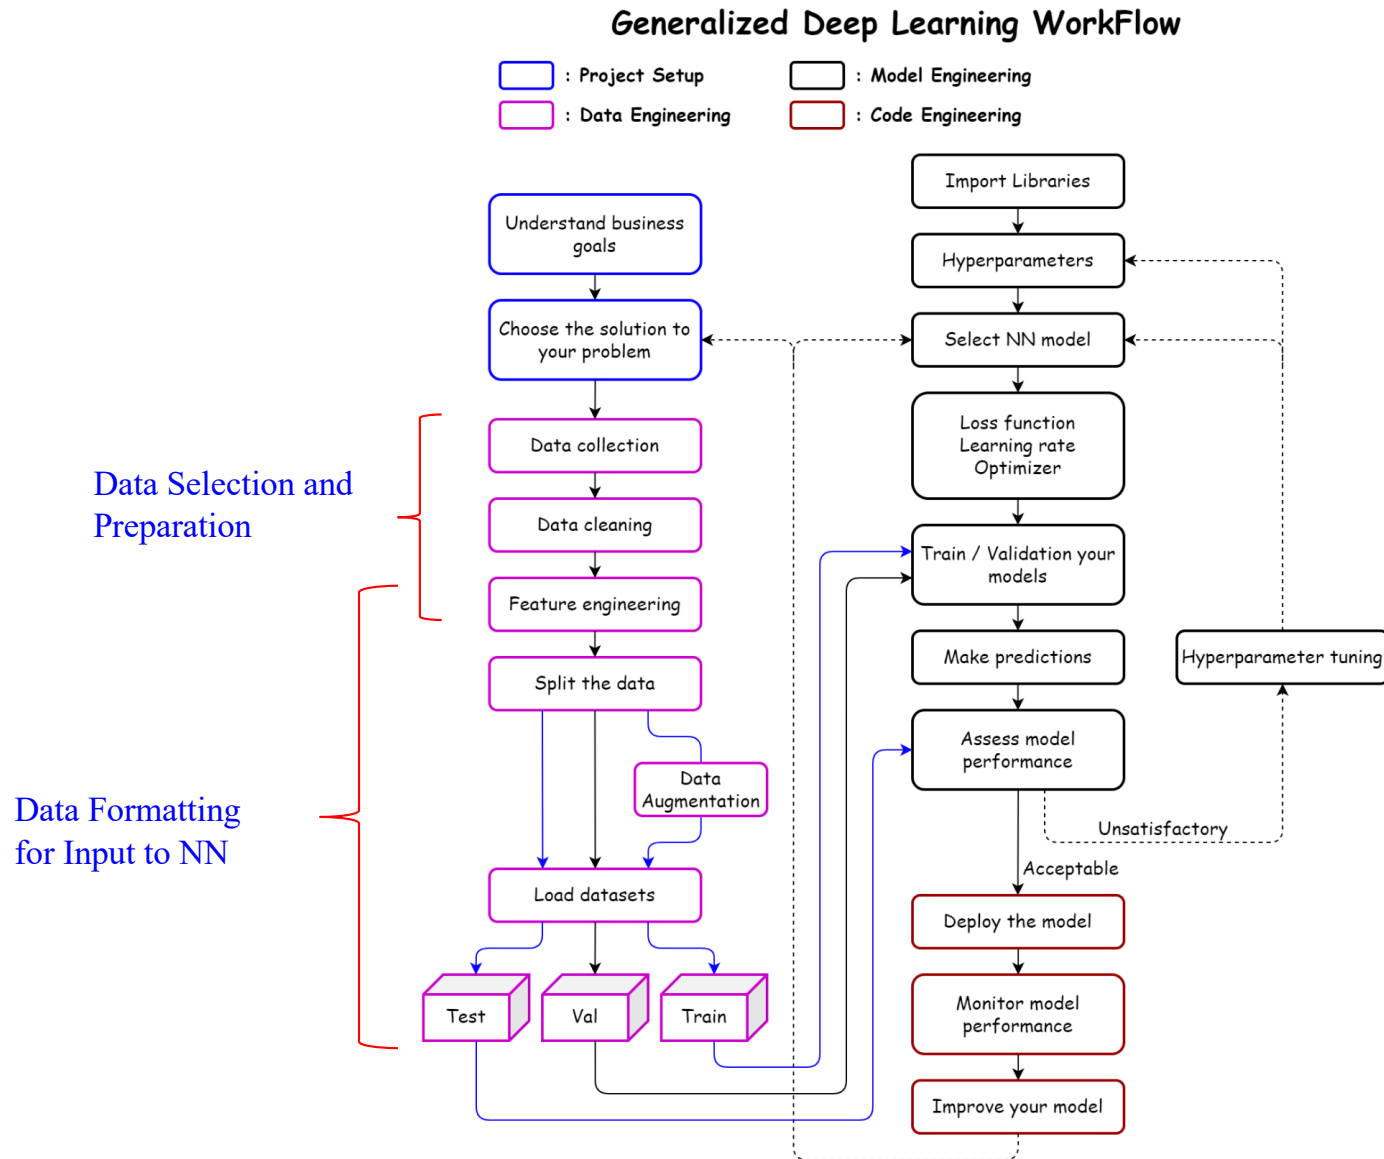 Generalized Deep Learning WorkFlow
: Project Setup
: Model Engineering
: Data Engineering
: Code Engineering
Understand business
goals
Choose the solution to
your problem
Data collection
Data cleaning
Feature engineering
Split the data
Data
Augmentation
Load datasets
Test
Val
Train
Data Selection and
Preparation
Data Formatting
for Input to NN
Import Libraries
Hyperparameters
Select NN model
Loss function
Learning rate
Optimizer
Train / Validation your
models
Make predictions
Hyperparameter tuning
Assess model
performance
Unsatisfactory
Acceptable
Deploy the model
Monitor model
performance
Improve your model